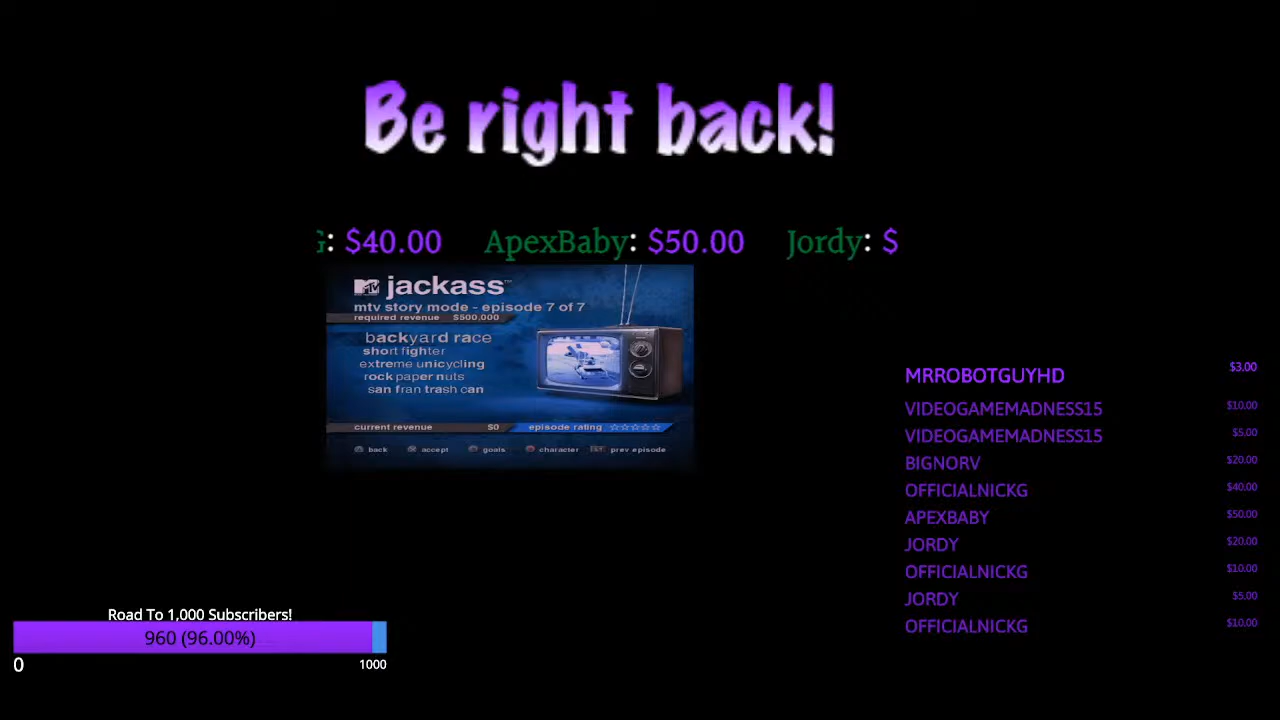 Be right back!
G: $40.00 ApexBaby: $50.00 Jordy: $
MTV jackass™
mtv story mode - episode 7 of 7
required revenue $500,000
backyard race
short fighter
extreme unicycling
rock paper nuts
san fran trash can
current revenue $0 episode rating
back accept goals character prev episode
MRROBOTGUYHD $3.00
VIDEOGAMEMADNESS15 $10.00
VIDEOGAMEMADNESS15 $5.00
BIGNORV $20.00
OFFICIALNICKG $40.00
APEXBABY $50.00
JORDY $20.00
OFFICIALNICKG $10.00
JORDY $5.00
OFFICIALNICKG $10.00
Road To 1,000 Subscribers!
960 (96.00%)
0 1000